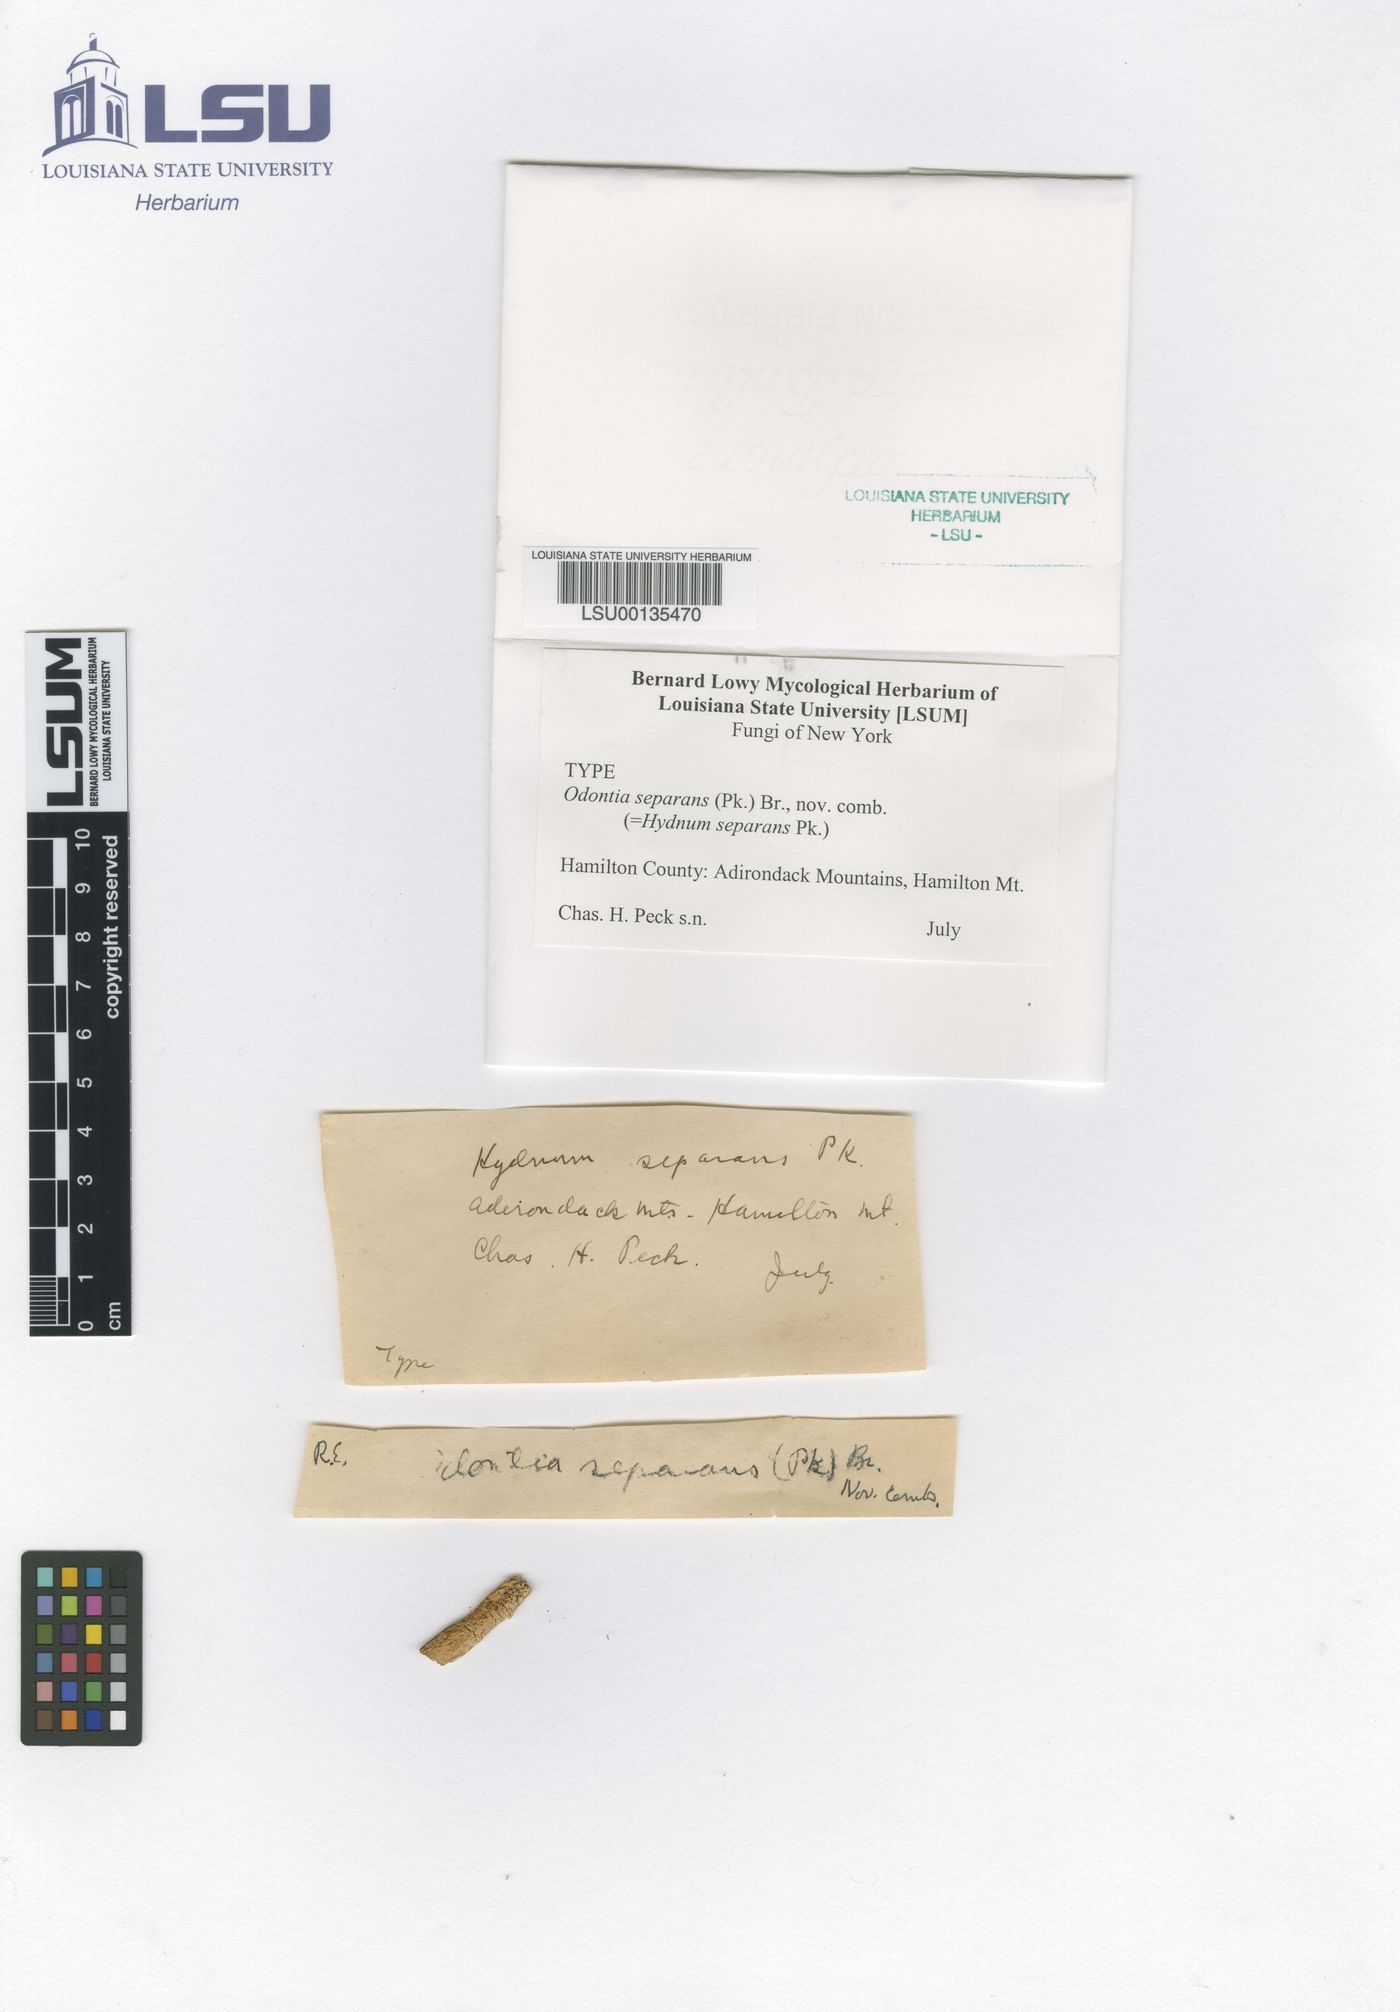 LSU
LOUISIANA STATE UNIVERSITY
Herbarium
LOUISIANA STATE UNIVERSITY
HERBARIUM
- LSU -
LOUISIANA STATE UNIVERSITY HERBARIUM
LSU00135470
Bernard Lowy Mycological Herbarium of
Louisiana State University [LSUM]
Fungi of New York
TYPE
Odontia separans (Pk.) Br., nov. comb.
(=Hydnum separans Pk.)
Hamilton County: Adirondack Mountains, Hamilton Mt.
Chas. H. Peck s.n.
July
LSUM
BERNARD LOWY MYCOLOGICAL HERBARIUM
LOUISIANA STATE UNIVERSITY
copyright reserved
10
9
8
7
6
5
4
3
2
1
0
cm
Hydnum separans Pk.
Adirondack Mts - Hamilton Mt.
Chas. H. Peck.
July.
Type
R.E.
separans (Pk) Br.
Nov. Comb.